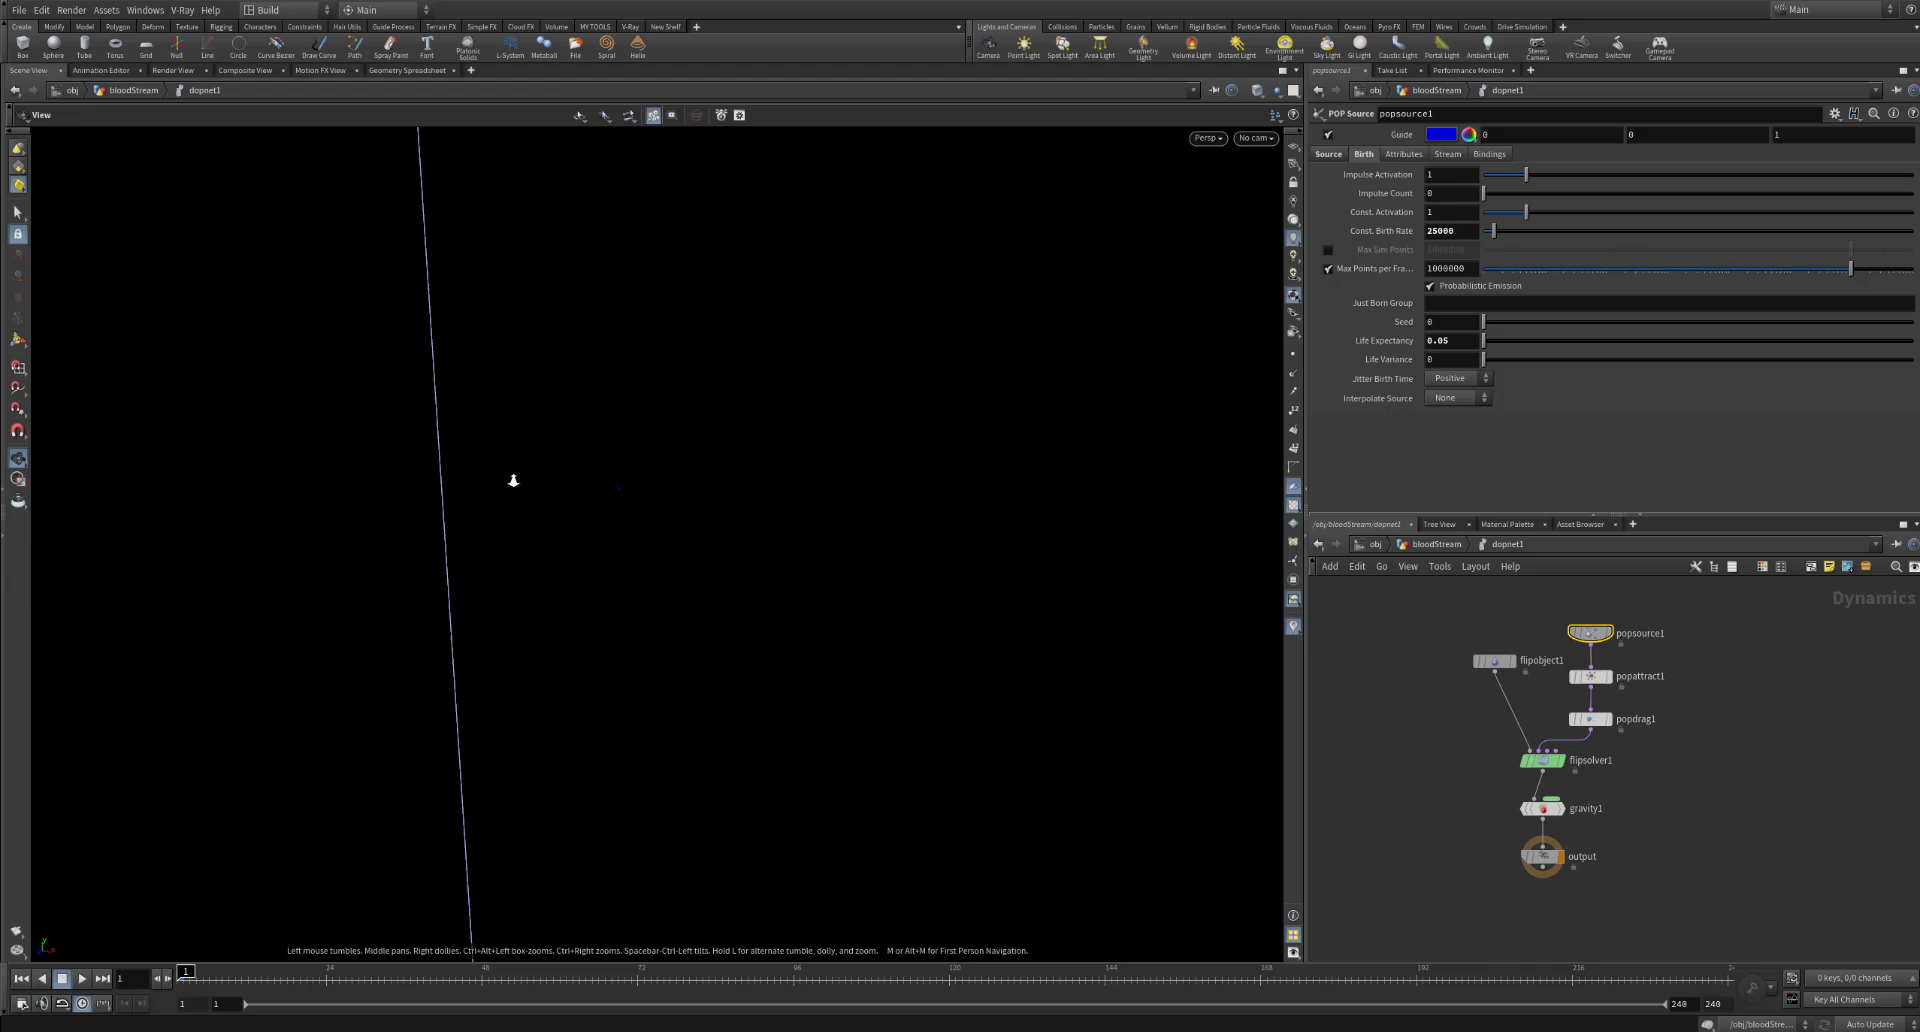 File Edit Render Assets Windows V-Ray Help Build Main Main
Create Modify Model Polygon Deform Texture Rigging Characters Constraints Hair Utils Guide Process Terrain FX Simple FX Cloud FX Volume MY TOOLS V-Ray New Shelf
Lights and Cameras Collisions Particles Grains Vellum Rigid Bodies Particle Fluids Viscous Fluids Oceans Pyro FX FEM Wires Crowds Drive Simulation
Box Sphere Tube Torus Grid Null Line Circle Curve Bezier Draw Curve Path Spray Paint Font Platonic Solids L-System Metaball File Spiral Helix
Camera Point Light Spot Light Area Light Geometry Light Volume Light Distant Light Environment Light Sky Light GI Light Caustic Light Portal Light Ambient Light Stereo Camera VR Camera Switcher Gamepad Camera
Scene View Animation Editor Render View Composite View Motion FX View Geometry Spreadsheet
popsource1 Take List Performance Monitor
obj bloodStream dopnet1
obj bloodStream dopnet1
View
POP Source popsource1
Persp No cam
Guide 0 0 1
Source Birth Attributes Stream Bindings
Impulse Activation 1
Impulse Count 0
Const. Activation 1
Const. Birth Rate 25000
Max Sim Points 1000000
Max Points per Fra... 1000000
Probabilistic Emission
Just Born Group
Seed 0
Life Expectancy 0.05
Life Variance 0
Jitter Birth Time Positive
Interpolate Source None
/obj/bloodStream/dopnet1 Tree View Material Palette Asset Browser
obj bloodStream dopnet1
Add Edit Go View Tools Layout Help
Dynamics
popsource1
flipobject1
popattract1
popdrag1
flipsolver1
gravity1
output
Left mouse tumbles. Middle pans. Right dollies. Ctrl+Alt+Left box-zooms. Ctrl+Right zooms. Spacebar-Ctrl-Left tilts. Hold L for alternate tumble, dolly, and zoom. M or Alt+M for First Person Navigation.
1 1 24 48 72 96 120 144 168 192 216
0 keys, 0/0 channels
1 1 240 240
Key All Channels
/obj/bloodStre... Auto Update